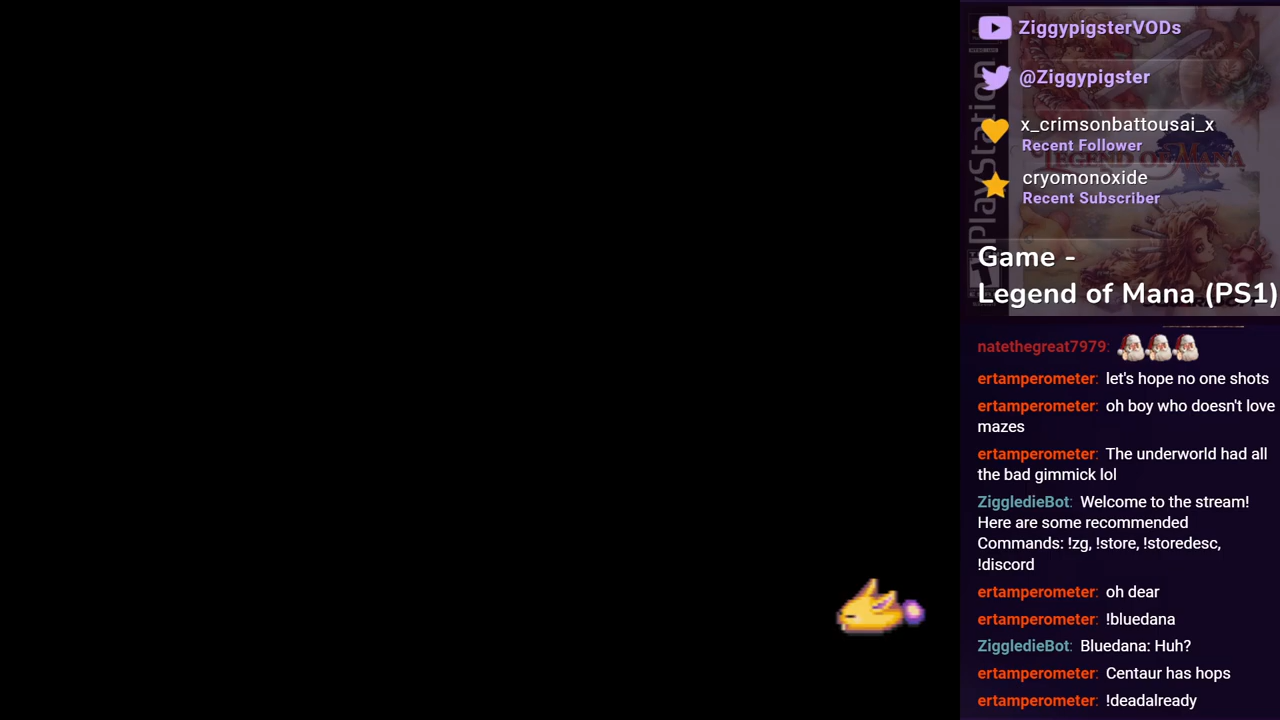 ZiggypigsterVODs
@Ziggypigster
x_crimsonbattousai_x
Recent Follower
cryomonoxide
Recent Subscriber
PlayStation
LEGEND OF MANA
Game -
Legend of Mana (PS1)
natethegreat7979:
ertamperometer: let's hope no one shots
ertamperometer: oh boy who doesn't love
mazes
ertamperometer: The underworld had all
the bad gimmick lol
ZiggledieBot: Welcome to the stream!
Here are some recommended
Commands: !zg, !store, !storedesc,
!discord
ertamperometer: oh dear
ertamperometer: !bluedana
ZiggledieBot: Bluedana: Huh?
ertamperometer: Centaur has hops
ertamperometer: !deadalready